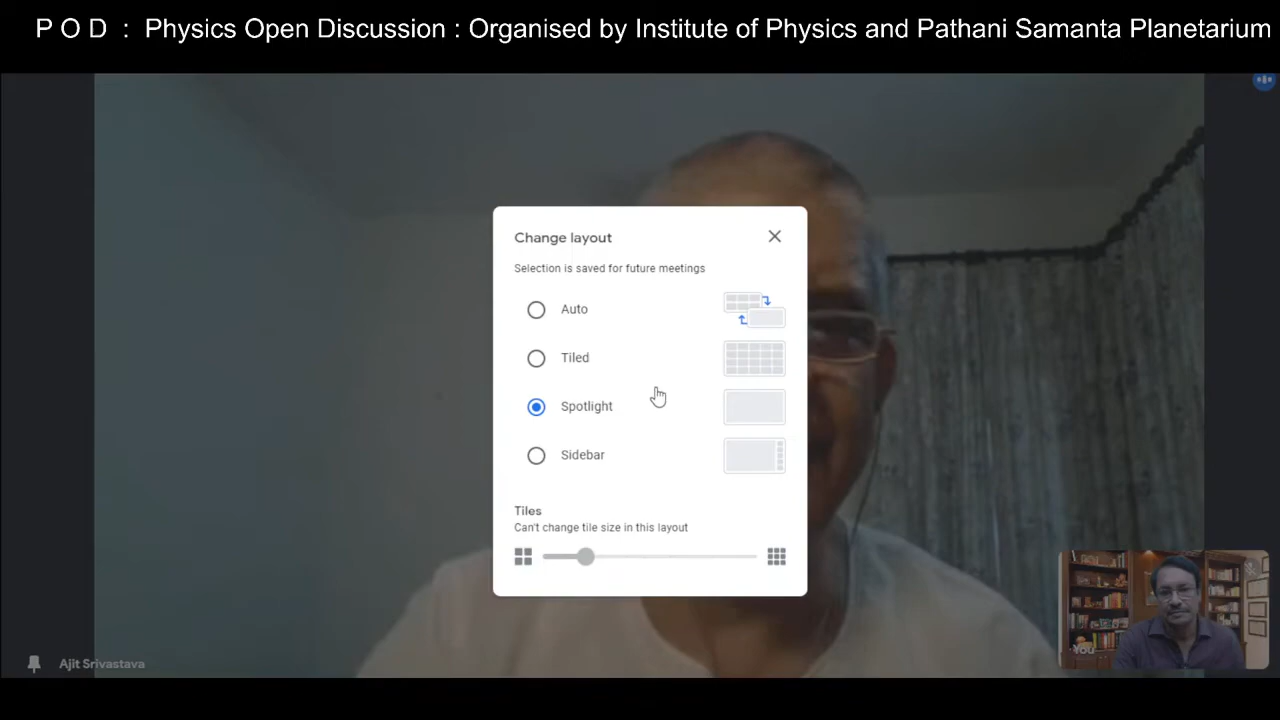 P O D : Physics Open Discussion : Organised by Institute of Physics and Pathani Samanta Planetarium
Change layout
Selection is saved for future meetings
Auto
Tiled
Spotlight
Sidebar
Tiles
Can't change tile size in this layout
You
Ajit Srivastava